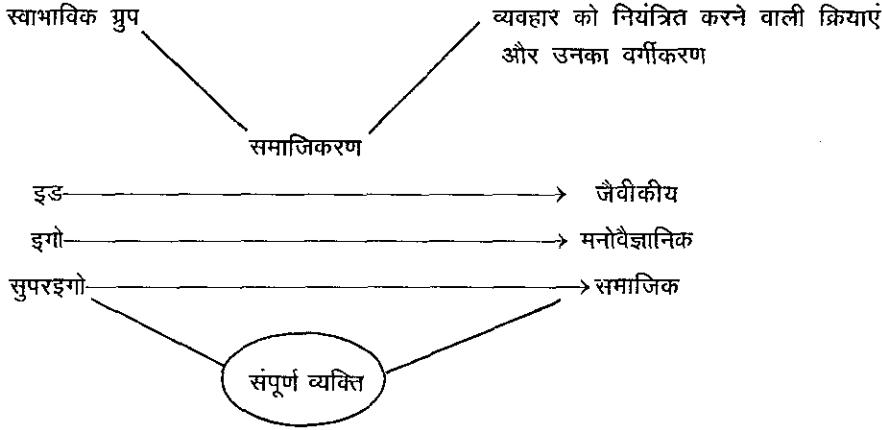 स्वाभाविक ग्रुप
व्यवहार को नियंत्रित करने वाली क्रियाएं
और उनका वर्गीकरण
समाजिकरण
इड
जैवीकीय
इगो
मनोवैज्ञानिक
सुपरइगो
समाजिक
संपूर्ण व्यक्ति